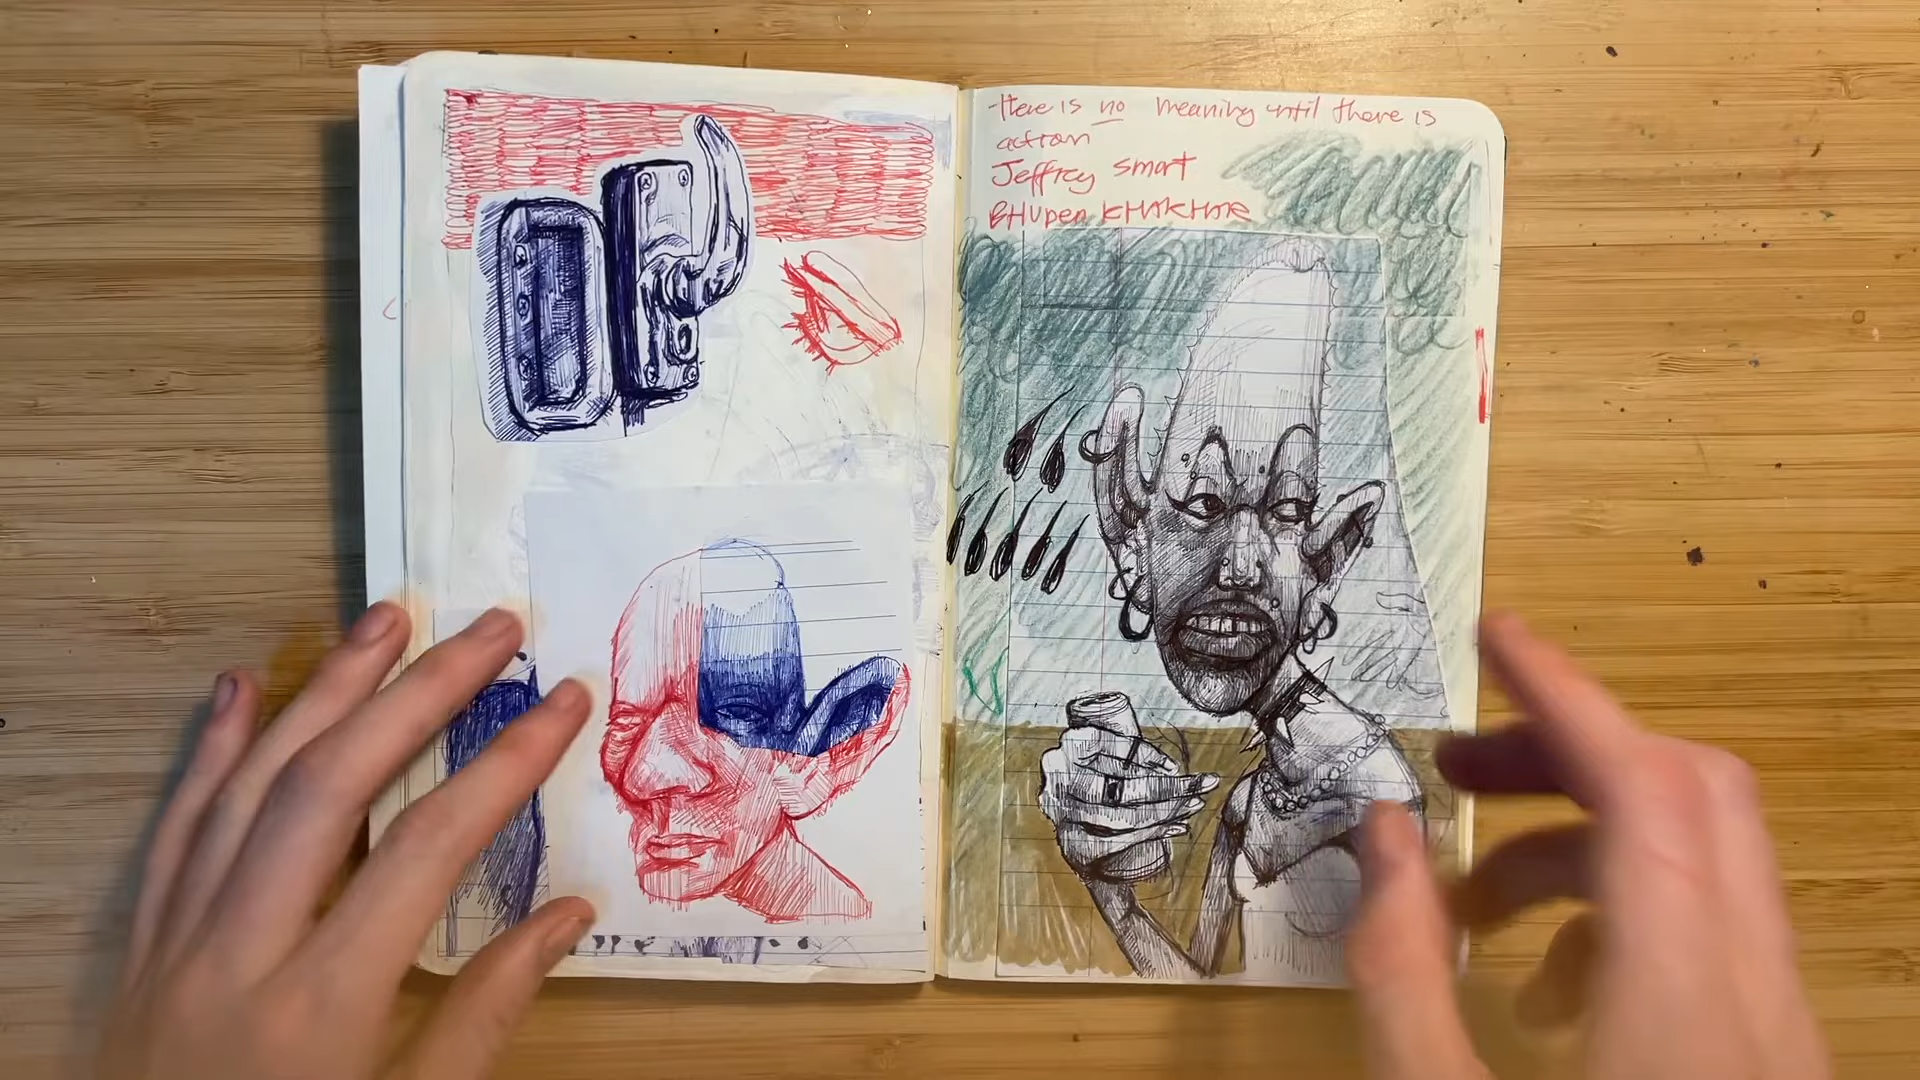 -there is no meaning until there is
action
Jeffrey smart
BHUpen KHAKHAR